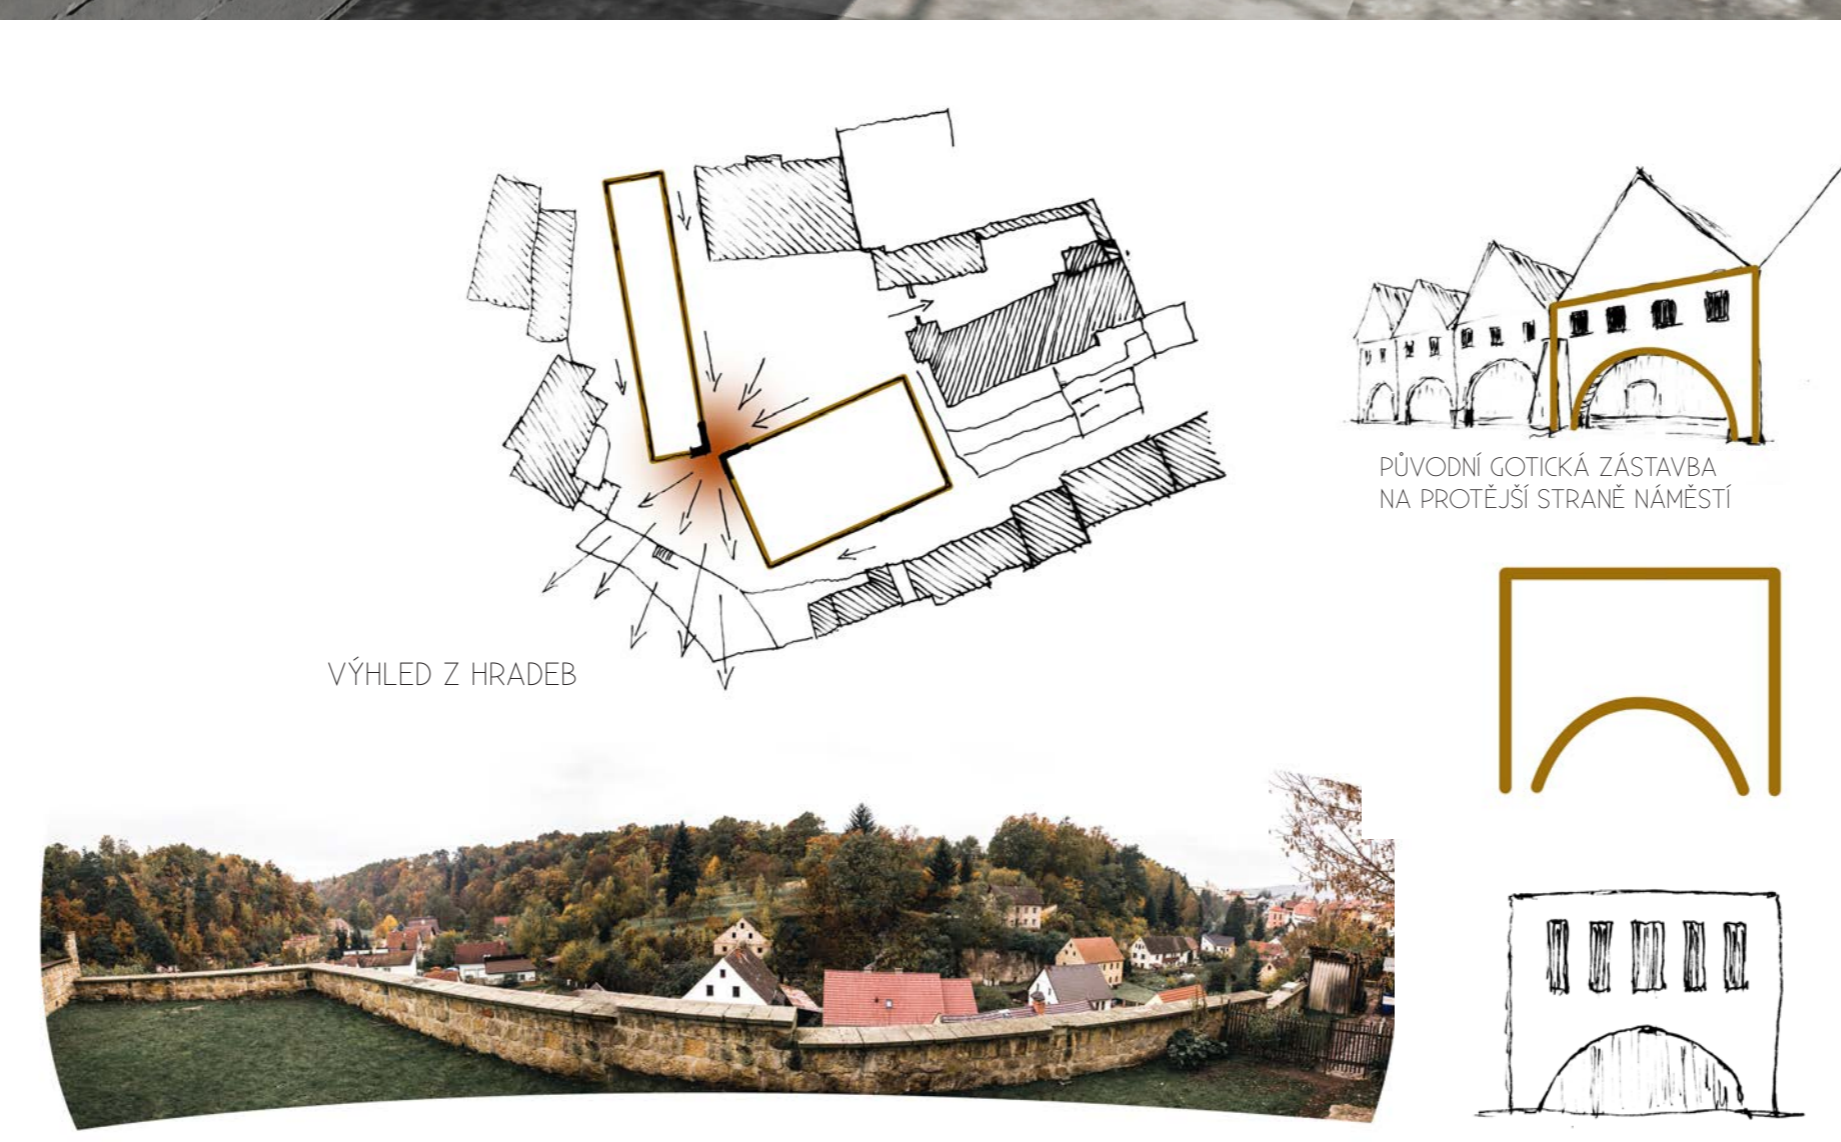 PŮVODNÍ GOTICKÁ ZÁSTAVBA
NA PROTĚJŠÍ STRANĚ NÁMĚSTÍ
VÝHLED Z HRADEB